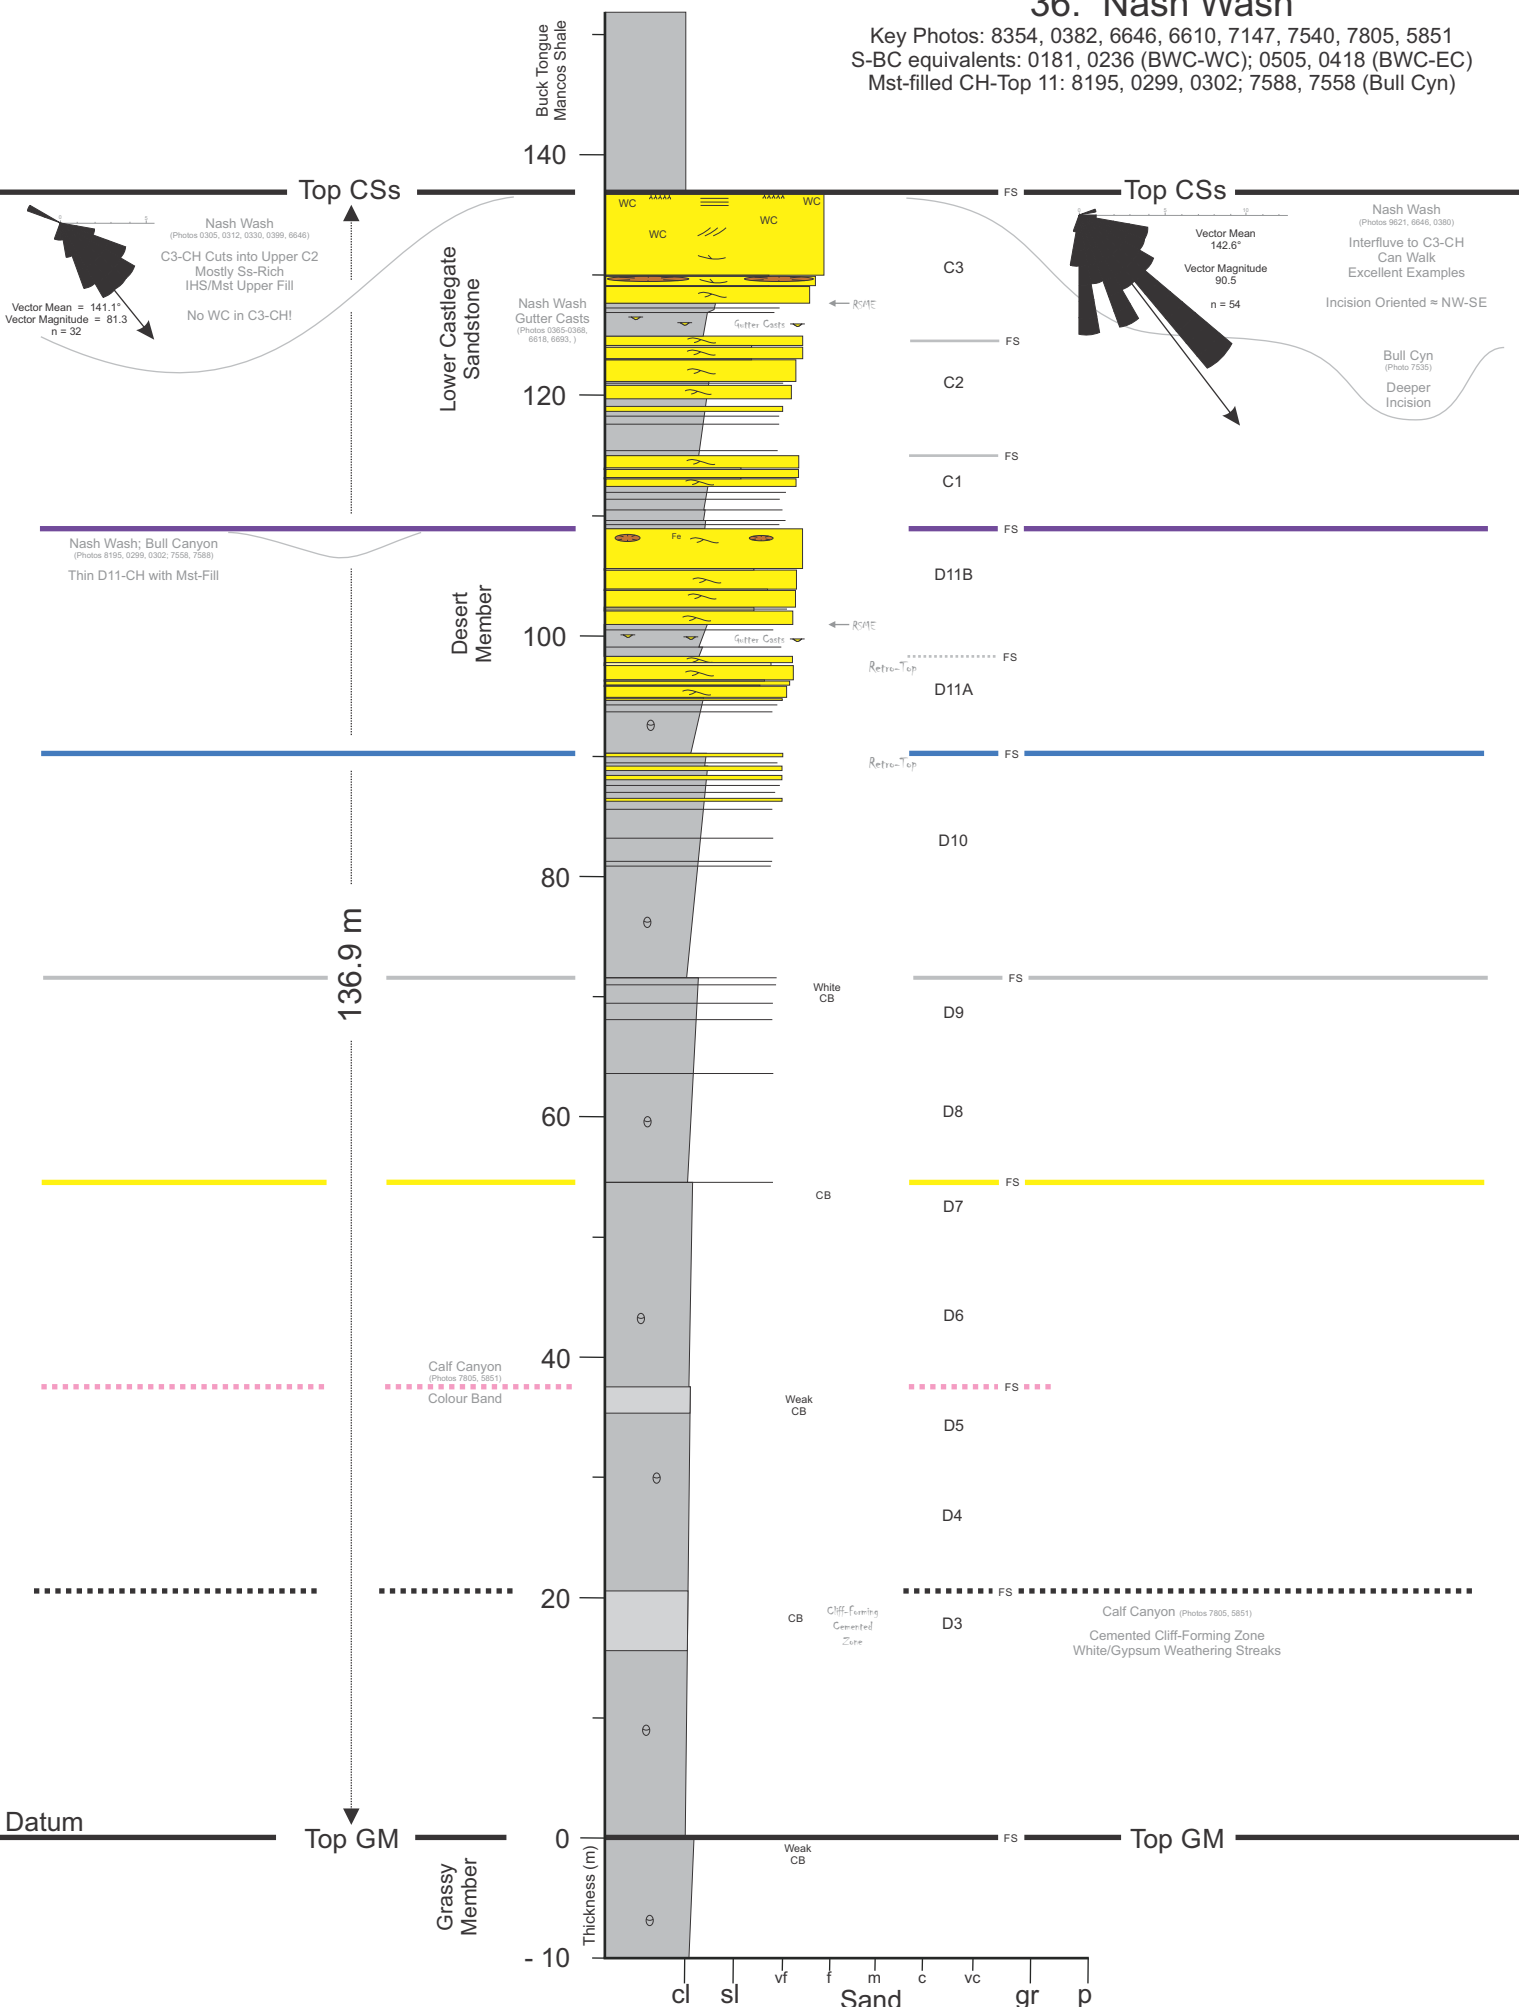 36. Nash Wash
Key Photos: 8354, 0382, 6646, 6610, 7147, 7540, 7805, 5851
S-BC equivalents: 0181, 0236 (BWC-WC); 0505, 0418 (BWC-EC)
Mst-filled CH-Top 11: 8195, 0299, 0302; 7588, 7558 (Bull Cyn)
Buck Tongue
Mancos Shale
140
Top CSs
FS
Top CSs
Nash Wash
(Photos 0305, 0312, 0330, 0399, 6646)
C3-CH Cuts into Upper C2
Mostly Ss-Rich
IHS/Mst Upper Fill
No WC in C3-CH!
Vector Mean = 141.1°
Vector Magnitude = 81.3
n = 32
WC
WC
WC
WC
C3
Vector Mean
142.6°
Vector Magnitude
90.5
n = 54
Nash Wash
(Photos 9621, 6646, 0380)
Interfluve to C3-CH
Can Walk
Excellent Examples
Incision Oriented ≈ NW-SE
Bull Cyn
(Photo 7535)
Deeper
Incision
Lower Castlegate
Sandstone
Nash Wash
Gutter Casts
(Photos 0365-0368,
6618, 6693, )
RSME
Gutter Casts
FS
C2
120
FS
C1
FS
Nash Wash; Bull Canyon
(Photos 8195, 0299, 0302; 7558, 7588)
Thin D11-CH with Mst-Fill
Fe
D11B
Desert
Member
100
RSME
Gutter Casts
FS
Retro-Top
D11A
FS
Retro-Top
D10
80
136.9 m
FS
White
CB
D9
60
D8
FS
CB
D7
D6
40
Calf Canyon
(Photos 7805, 5851)
Colour Band
FS
Weak
CB
D5
D4
20
FS
CB
Cliff-Forming
Cemented
Zone
D3
Calf Canyon (Photos 7805, 5851)
Cemented Cliff-Forming Zone
White/Gypsum Weathering Streaks
Datum
Top GM
0
FS
Top GM
Weak
CB
Grassy
Member
Thickness (m)
- 10
cl sl vf f m c vc gr p
Sand